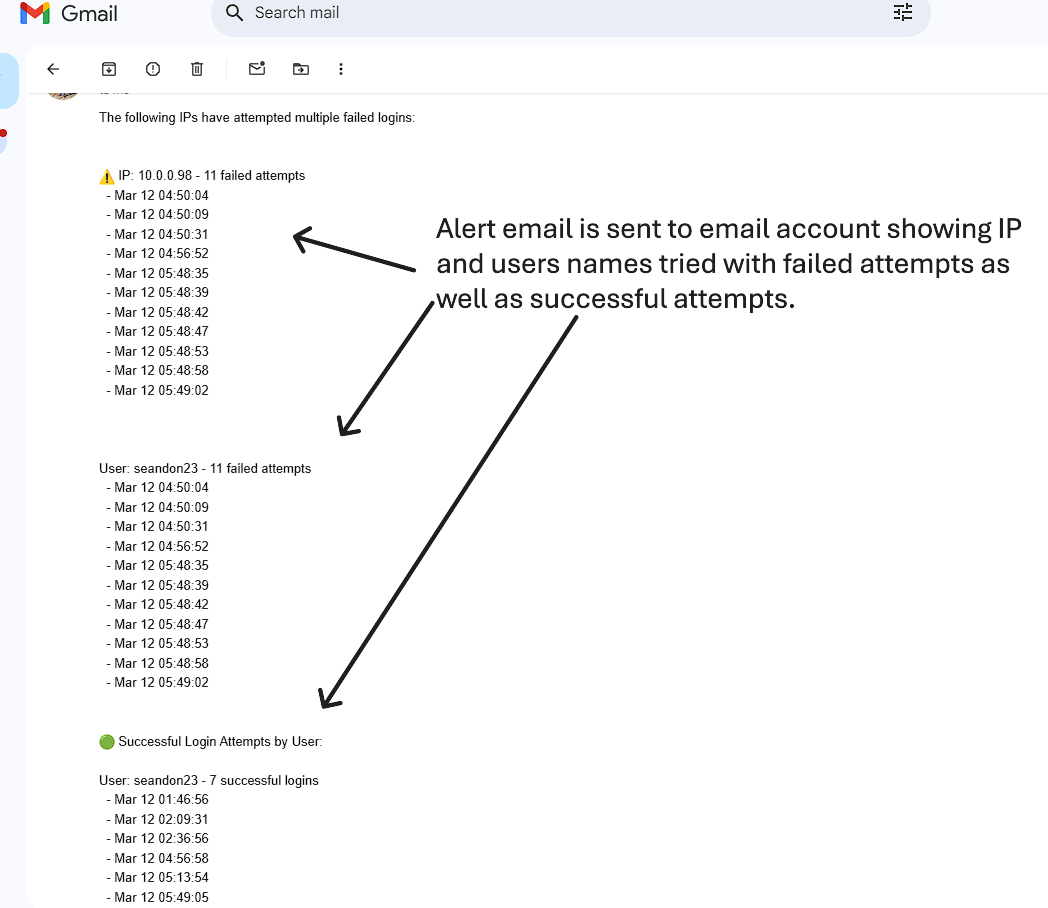 Gmail
Search mail
The following IPs have attempted multiple failed logins:
⚠️ IP: 10.0.0.98 - 11 failed attempts
- Mar 12 04:50:04
- Mar 12 04:50:09
- Mar 12 04:50:31
- Mar 12 04:56:52
- Mar 12 05:48:35
- Mar 12 05:48:39
- Mar 12 05:48:42
- Mar 12 05:48:47
- Mar 12 05:48:53
- Mar 12 05:48:58
- Mar 12 05:49:02
Alert email is sent to email account showing IP
and users names tried with failed attempts as
well as successful attempts.
User: seandon23 - 11 failed attempts
- Mar 12 04:50:04
- Mar 12 04:50:09
- Mar 12 04:50:31
- Mar 12 04:56:52
- Mar 12 05:48:35
- Mar 12 05:48:39
- Mar 12 05:48:42
- Mar 12 05:48:47
- Mar 12 05:48:53
- Mar 12 05:48:58
- Mar 12 05:49:02
🟢 Successful Login Attempts by User:
User: seandon23 - 7 successful logins
- Mar 12 01:46:56
- Mar 12 02:09:31
- Mar 12 02:36:56
- Mar 12 04:56:58
- Mar 12 05:13:54
- Mar 12 05:49:05